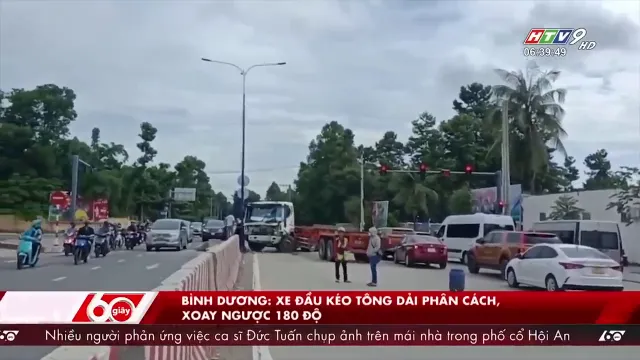 HTV9 HD
06:39:49
60 giây
BÌNH DƯƠNG: XE ĐẦU KÉO TÔNG DẢI PHÂN CÁCH,
XOAY NGƯỢC 180 ĐỘ
Nhiều người phản ứng việc ca sĩ Đức Tuấn chụp ảnh trên mái nhà trong phố cổ Hội An
60